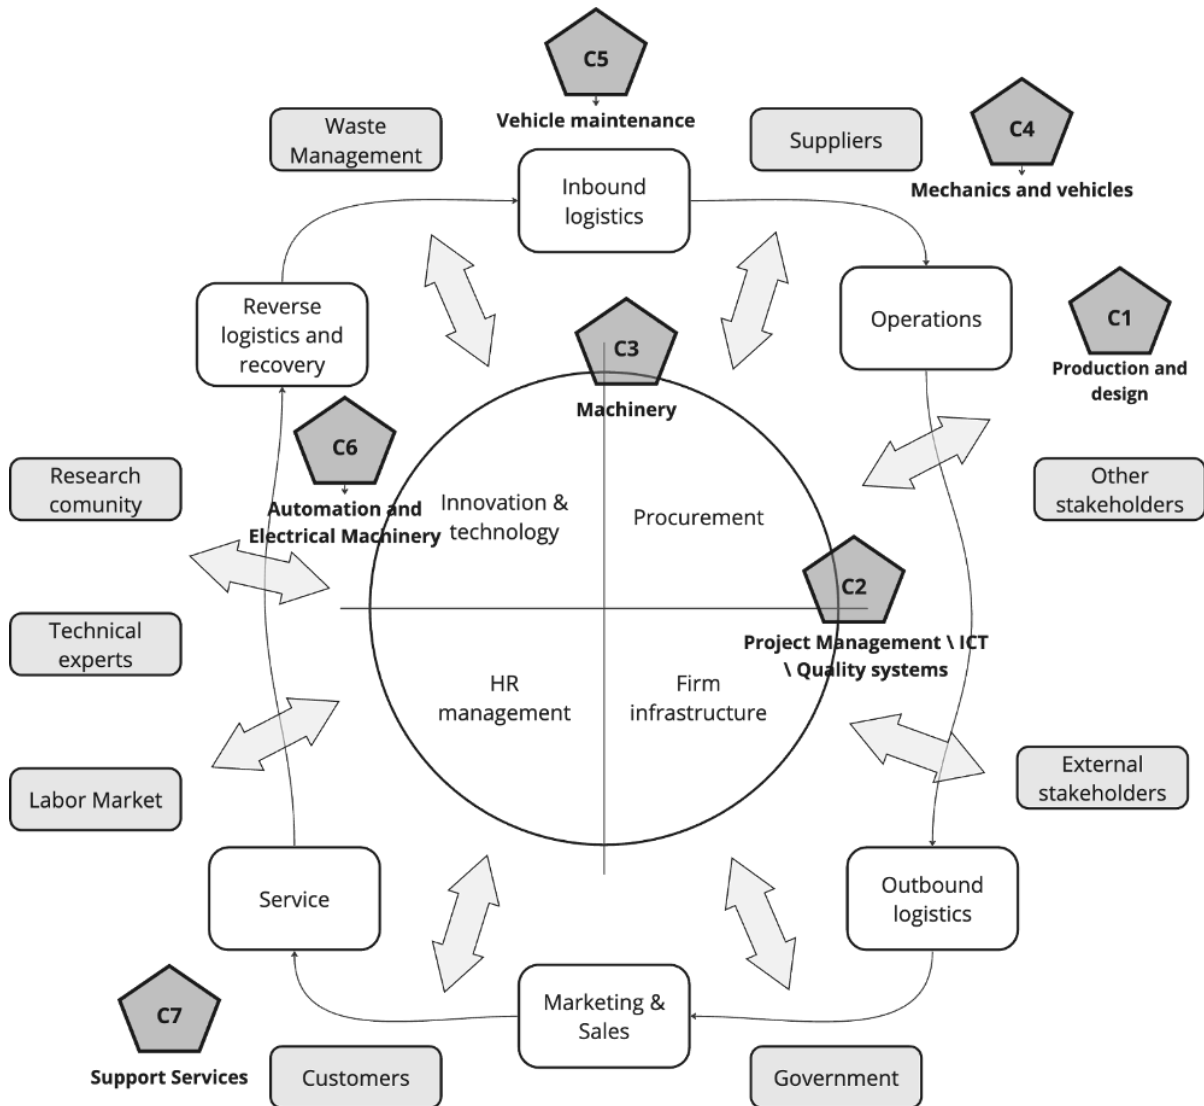 C5
Vehicle maintenance
Waste
Management
Suppliers
C4
Mechanics and vehicles
Inbound
logistics
Reverse
logistics and
recovery
Operations
C1
Production and
design
C3
Machinery
C6
Automation and
Electrical Machinery
Innovation &
technology
Procurement
Research
comunity
Other
stakeholders
C2
Project Management \ ICT
\ Quality systems
Technical
experts
HR
management
Firm
infrastructure
Labor Market
External
stakeholders
Service
Outbound
logistics
C7
Support Services
Marketing &
Sales
Customers
Government